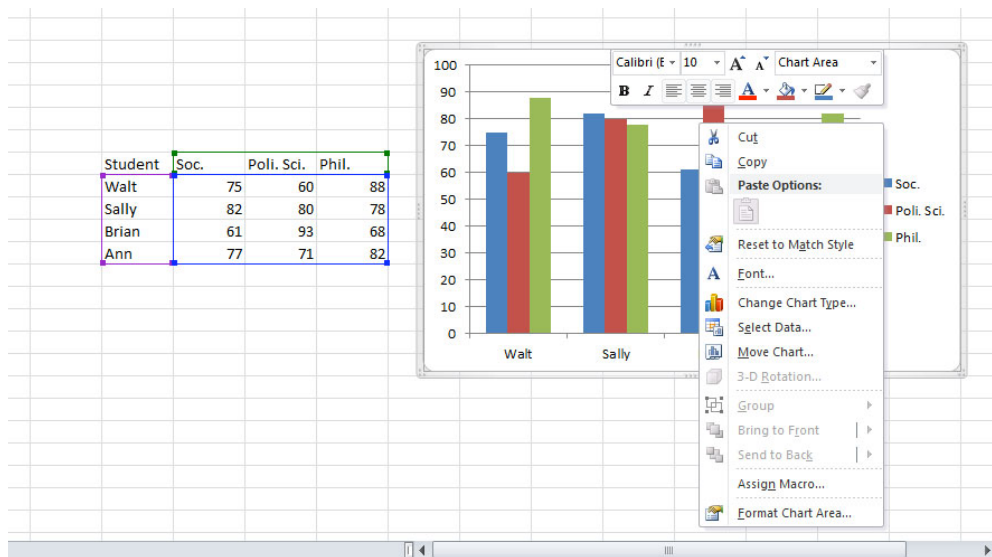 Student Soc. Poli. Sci. Phil.
Walt 75 60 88
Sally 82 80 78
Brian 61 93 68
Ann 77 71 82
Calibri (E 10 A A Chart Area
B I A
100
90
80
70
60
50
40
30
20
10
0
Walt Sally
Soc.
Poli. Sci.
Phil.
Cut
Copy
Paste Options:
Reset to Match Style
A Font...
Change Chart Type...
Select Data...
Move Chart...
3-D Rotation...
Group
Bring to Front
Send to Back
Assign Macro...
Format Chart Area...